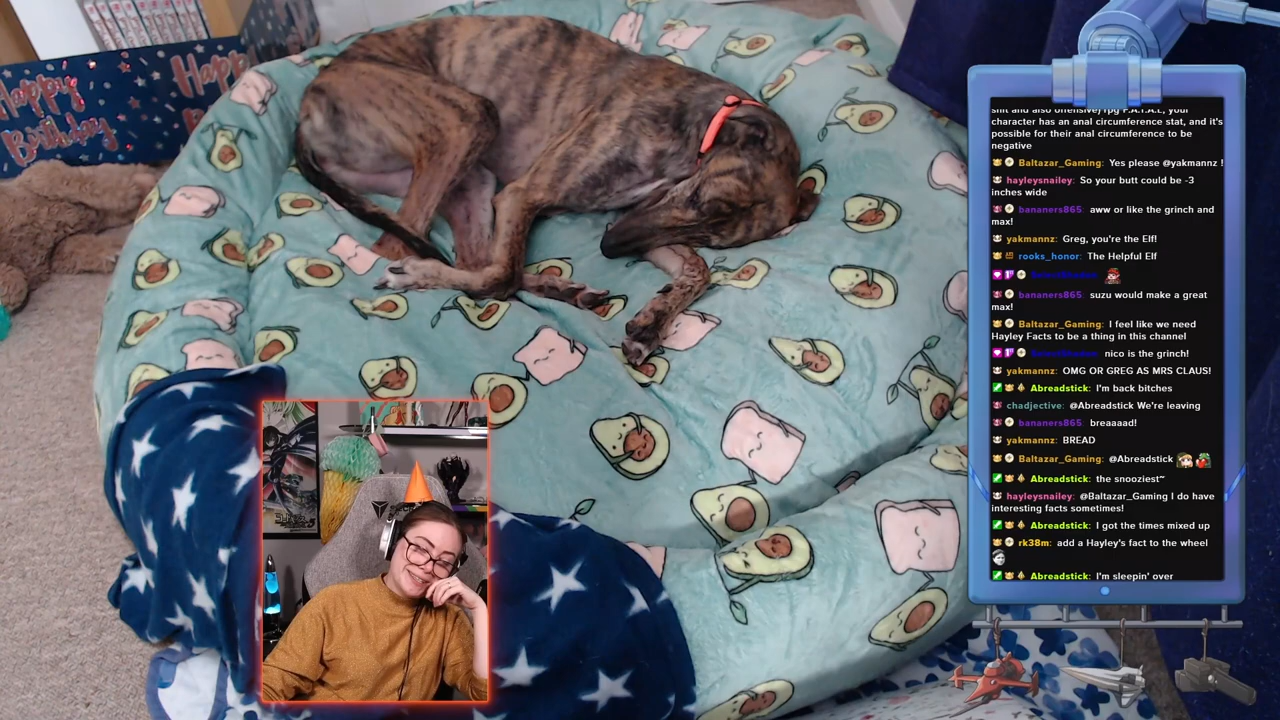 Happy
Birthday
Happy
shit and also offensive) rpg F.A.T.A.L, your
character has an anal circumference stat, and it's
possible for their anal circumference to be
negative
Baltazar_Gaming: Yes please @yakmannz !
hayleysnailey: So your butt could be -3
inches wide
bananers865: aww or like the grinch and
max!
yakmannz: Greg, you're the Elf!
rooks_honor: The Helpful Elf
bananers865: suzu would make a great
max!
Baltazar_Gaming: I feel like we need
Hayley Facts to be a thing in this channel
nico is the grinch!
yakmannz: OMG OR GREG AS MRS CLAUS!
Abreadstick: I'm back bitches
chadjective: @Abreadstick We're leaving
bananers865: breaaaad!
yakmannz: BREAD
Baltazar_Gaming: @Abreadstick
Abreadstick: the snooziest~
hayleysnailey: @Baltazar_Gaming I do have
interesting facts sometimes!
Abreadstick: I got the times mixed up
rk38m: add a Hayley's fact to the wheel
Abreadstick: I'm sleepin' over